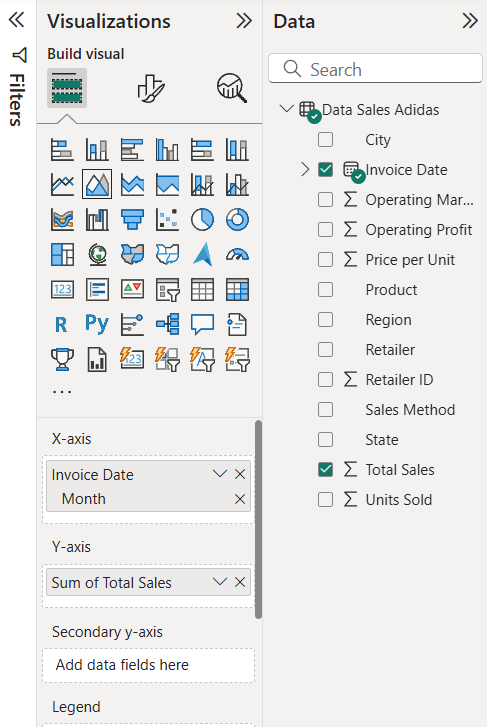 Filters
Visualizations
Build visual
123
R
Py
123
...
X-axis
Invoice Date
Month
Y-axis
Sum of Total Sales
Secondary y-axis
Add data fields here
Legend
Data
Search
Data Sales Adidas
City
Invoice Date
Operating Mar...
Operating Profit
Price per Unit
Product
Region
Retailer
Retailer ID
Sales Method
State
Total Sales
Units Sold